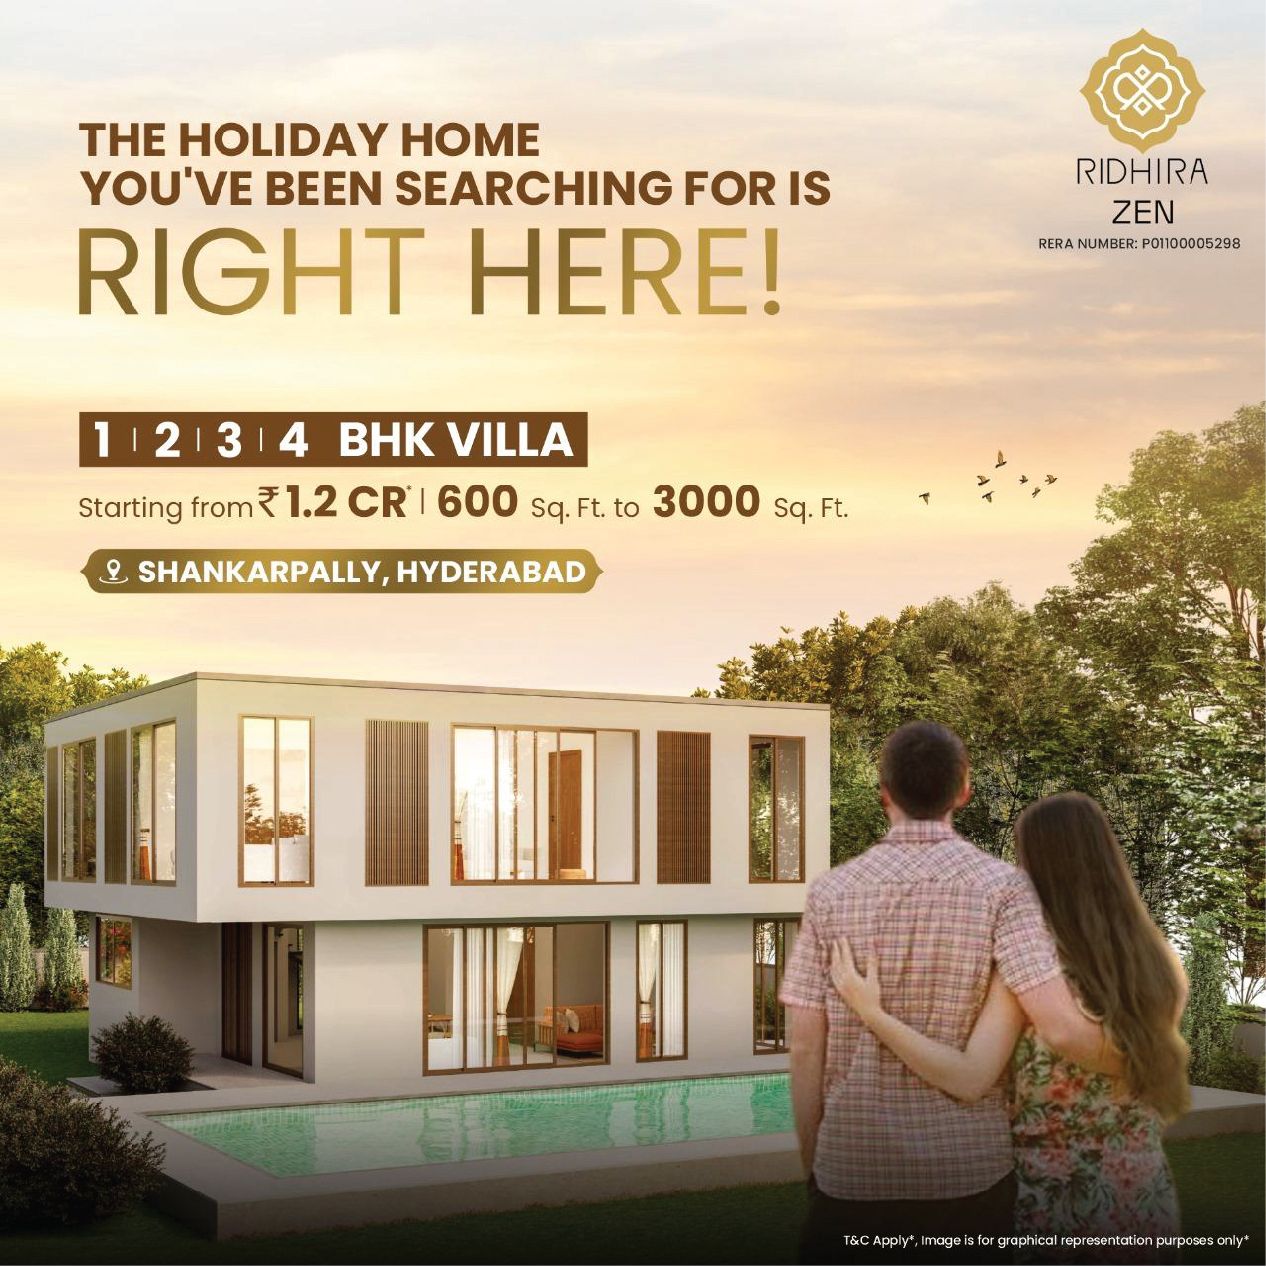 THE HOLIDAY HOME
YOU'VE BEEN SEARCHING FOR IS
RIGHT HERE!
RIDHIRA
ZEN
RERA NUMBER: P01100005298
1 | 2 | 3 | 4 BHK VILLA
Starting from ₹ 1.2 CR* | 600 Sq. Ft. to 3000 Sq. Ft.
SHANKARPALLY, HYDERABAD
T&C Apply*, Image is for graphical representation purposes only*